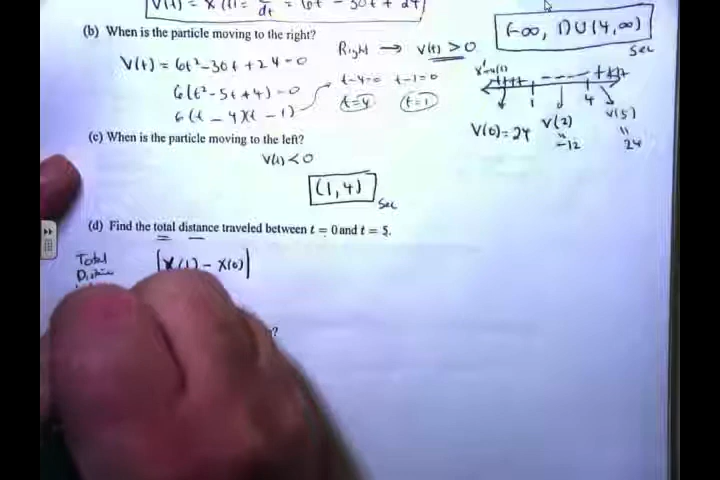 V(t) = x'(t) = = 6t² - 30t + 24
dt
(b) When is the particle moving to the right?
Right → v(t) > 0
(-∞, 1) ∪ (4, ∞)
sec
V(t) = 6t² - 30t + 24 = 0
6(t² - 5t + 4) = 0
6(t - 4)(t - 1)
t - 4 = 0 t - 1 = 0
t = 4 t = 1
++++ - - - - ++++
1 4
V(0) = 24 V(2) V(5)
" "
-12 24
(c) When is the particle moving to the left?
V(t) < 0
(1, 4) sec
(d) Find the total distance traveled between t = 0 and t = 5.
Total |x(1) - x(0)|
Distance
?